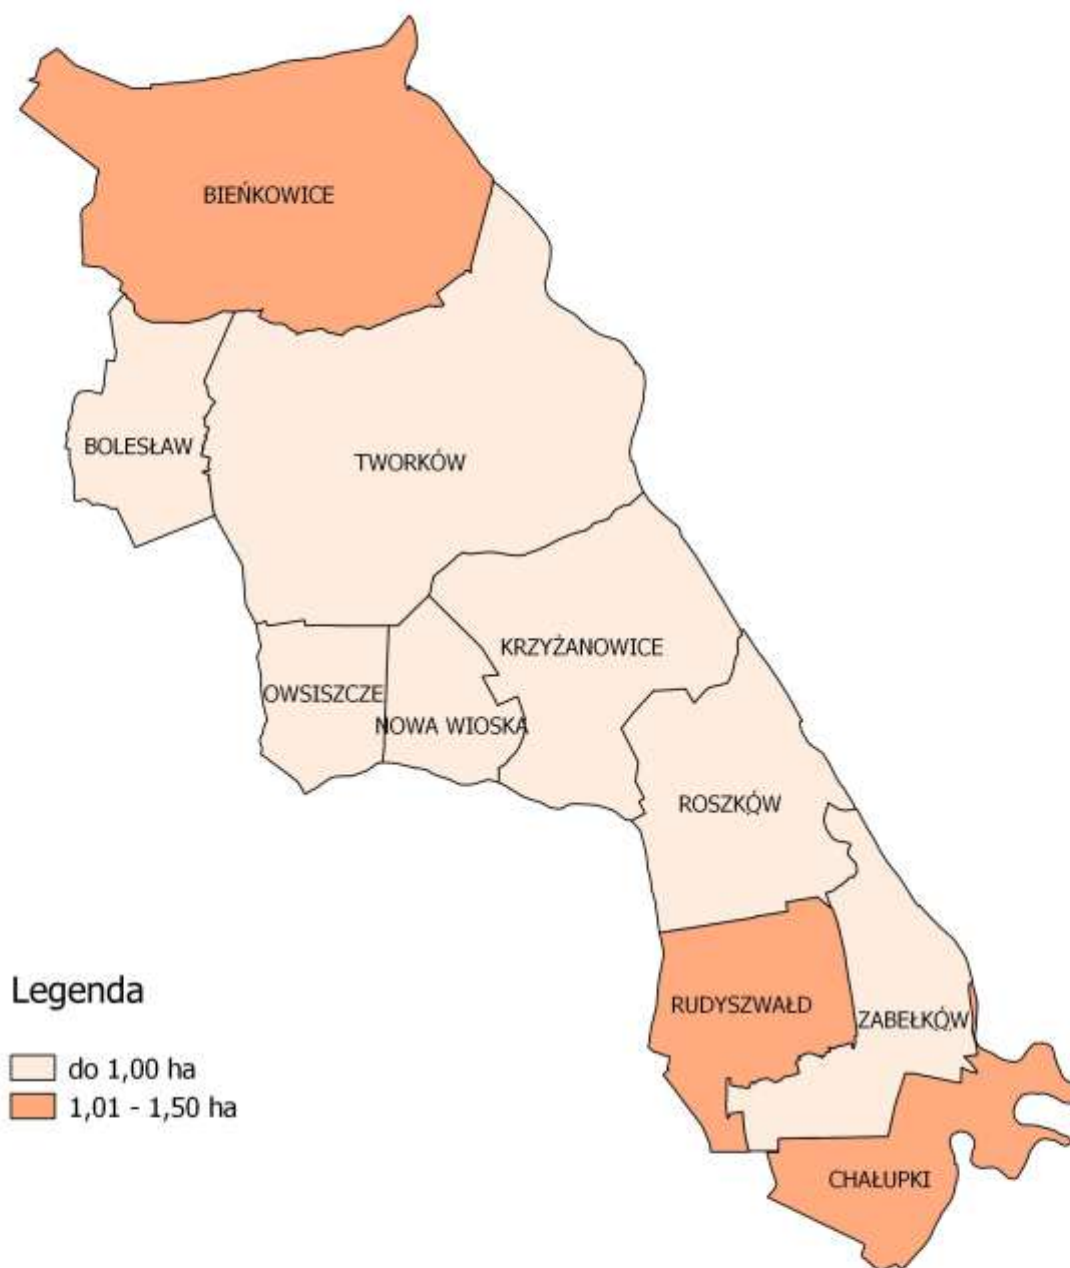 BIEŃKOWICE
BOLESŁAW
TWORKÓW
KRZYŻANOWICE
OWSISZCZE
NOWA WIOSKA
ROSZKÓW
RUDYSZWAŁD
ZABEŁKÓW
CHAŁUPKI
Legenda
do 1,00 ha
1,01 - 1,50 ha